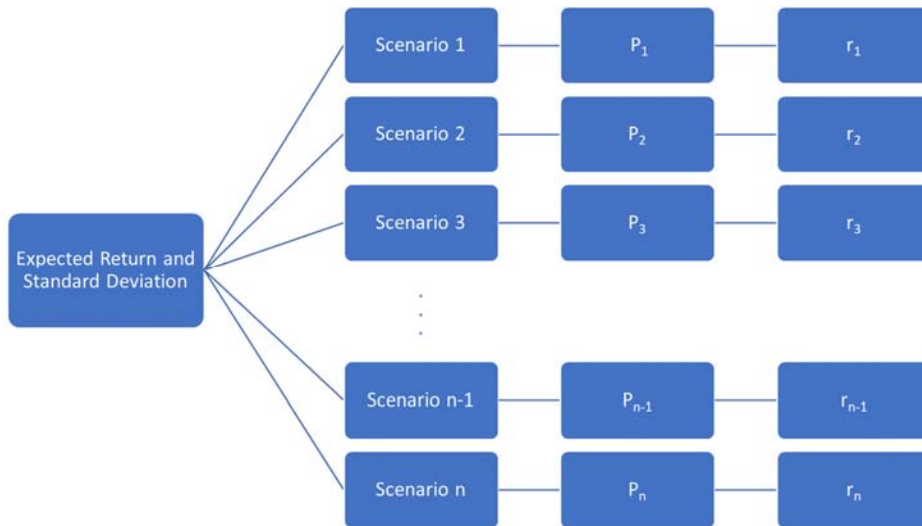 Scenario 1 P₁ r₁
Scenario 2 P₂ r₂
Scenario 3 P₃ r₃
Expected Return and
Standard Deviation
Scenario n-1 Pₙ₋₁ rₙ₋₁
Scenario n Pₙ rₙ